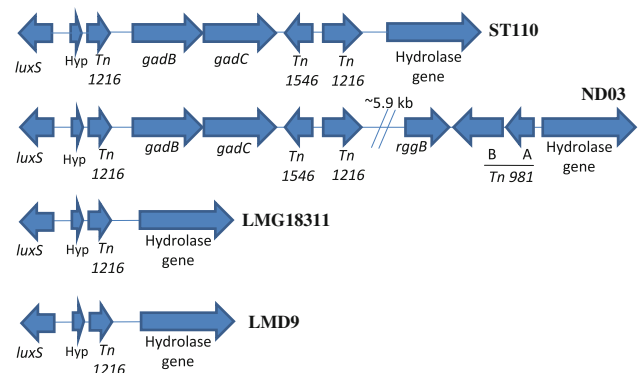 ST110
luxS Hyp Tn 1216 gadB gadC Tn 1546 Tn 1216 Hydrolase gene
ND03
~5.9 kb
luxS Hyp Tn 1216 gadB gadC Tn 1546 Tn 1216 rggB B A Tn 981 Hydrolase gene
LMG18311
luxS Hyp Tn 1216 Hydrolase gene
LMD9
luxS Hyp Tn 1216 Hydrolase gene